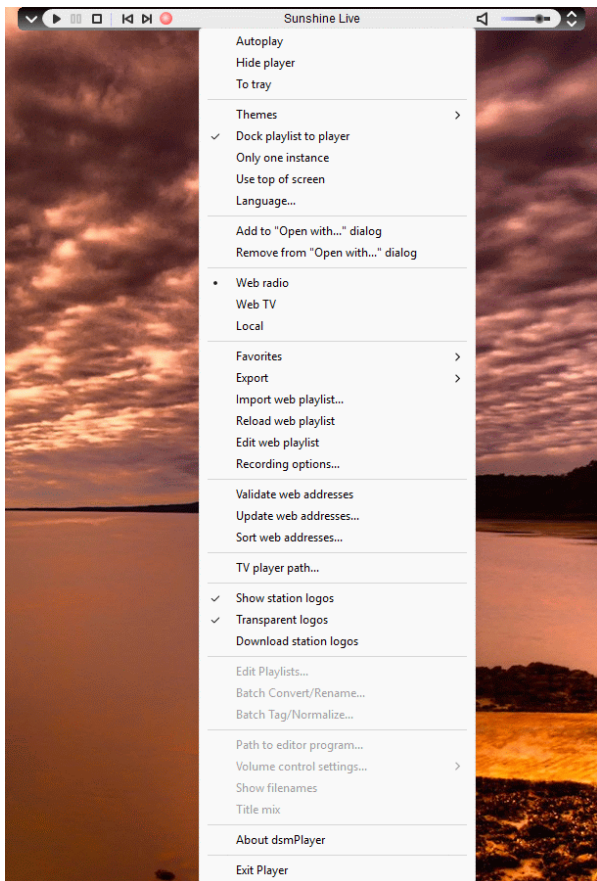 Sunshine Live
Autoplay
Hide player
To tray
Themes
Dock playlist to player
Only one instance
Use top of screen
Language...
Add to "Open with..." dialog
Remove from "Open with..." dialog
Web radio
Web TV
Local
Favorites
Export
Import web playlist...
Reload web playlist
Edit web playlist
Recording options...
Validate web addresses
Update web addresses...
Sort web addresses...
TV player path...
Show station logos
Transparent logos
Download station logos
Edit Playlists...
Batch Convert/Rename...
Batch Tag/Normalize...
Path to editor program...
Volume control settings...
Show filenames
Title mix
About dsmPlayer
Exit Player